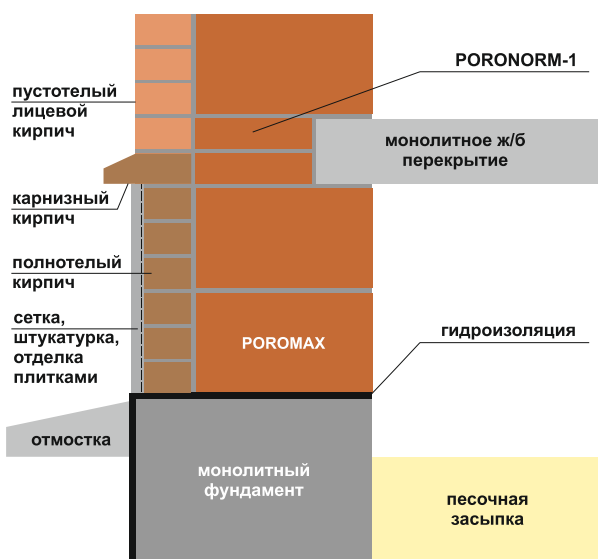 PORONORM-1
пустотелый
лицевой
кирпич
монолитное ж/б
перекрытие
карнизный
кирпич
полнотелый
кирпич
сетка,
штукатурка,
отделка
плитками
POROMAX
гидроизоляция
отмостка
монолитный
фундамент
песочная
засыпка